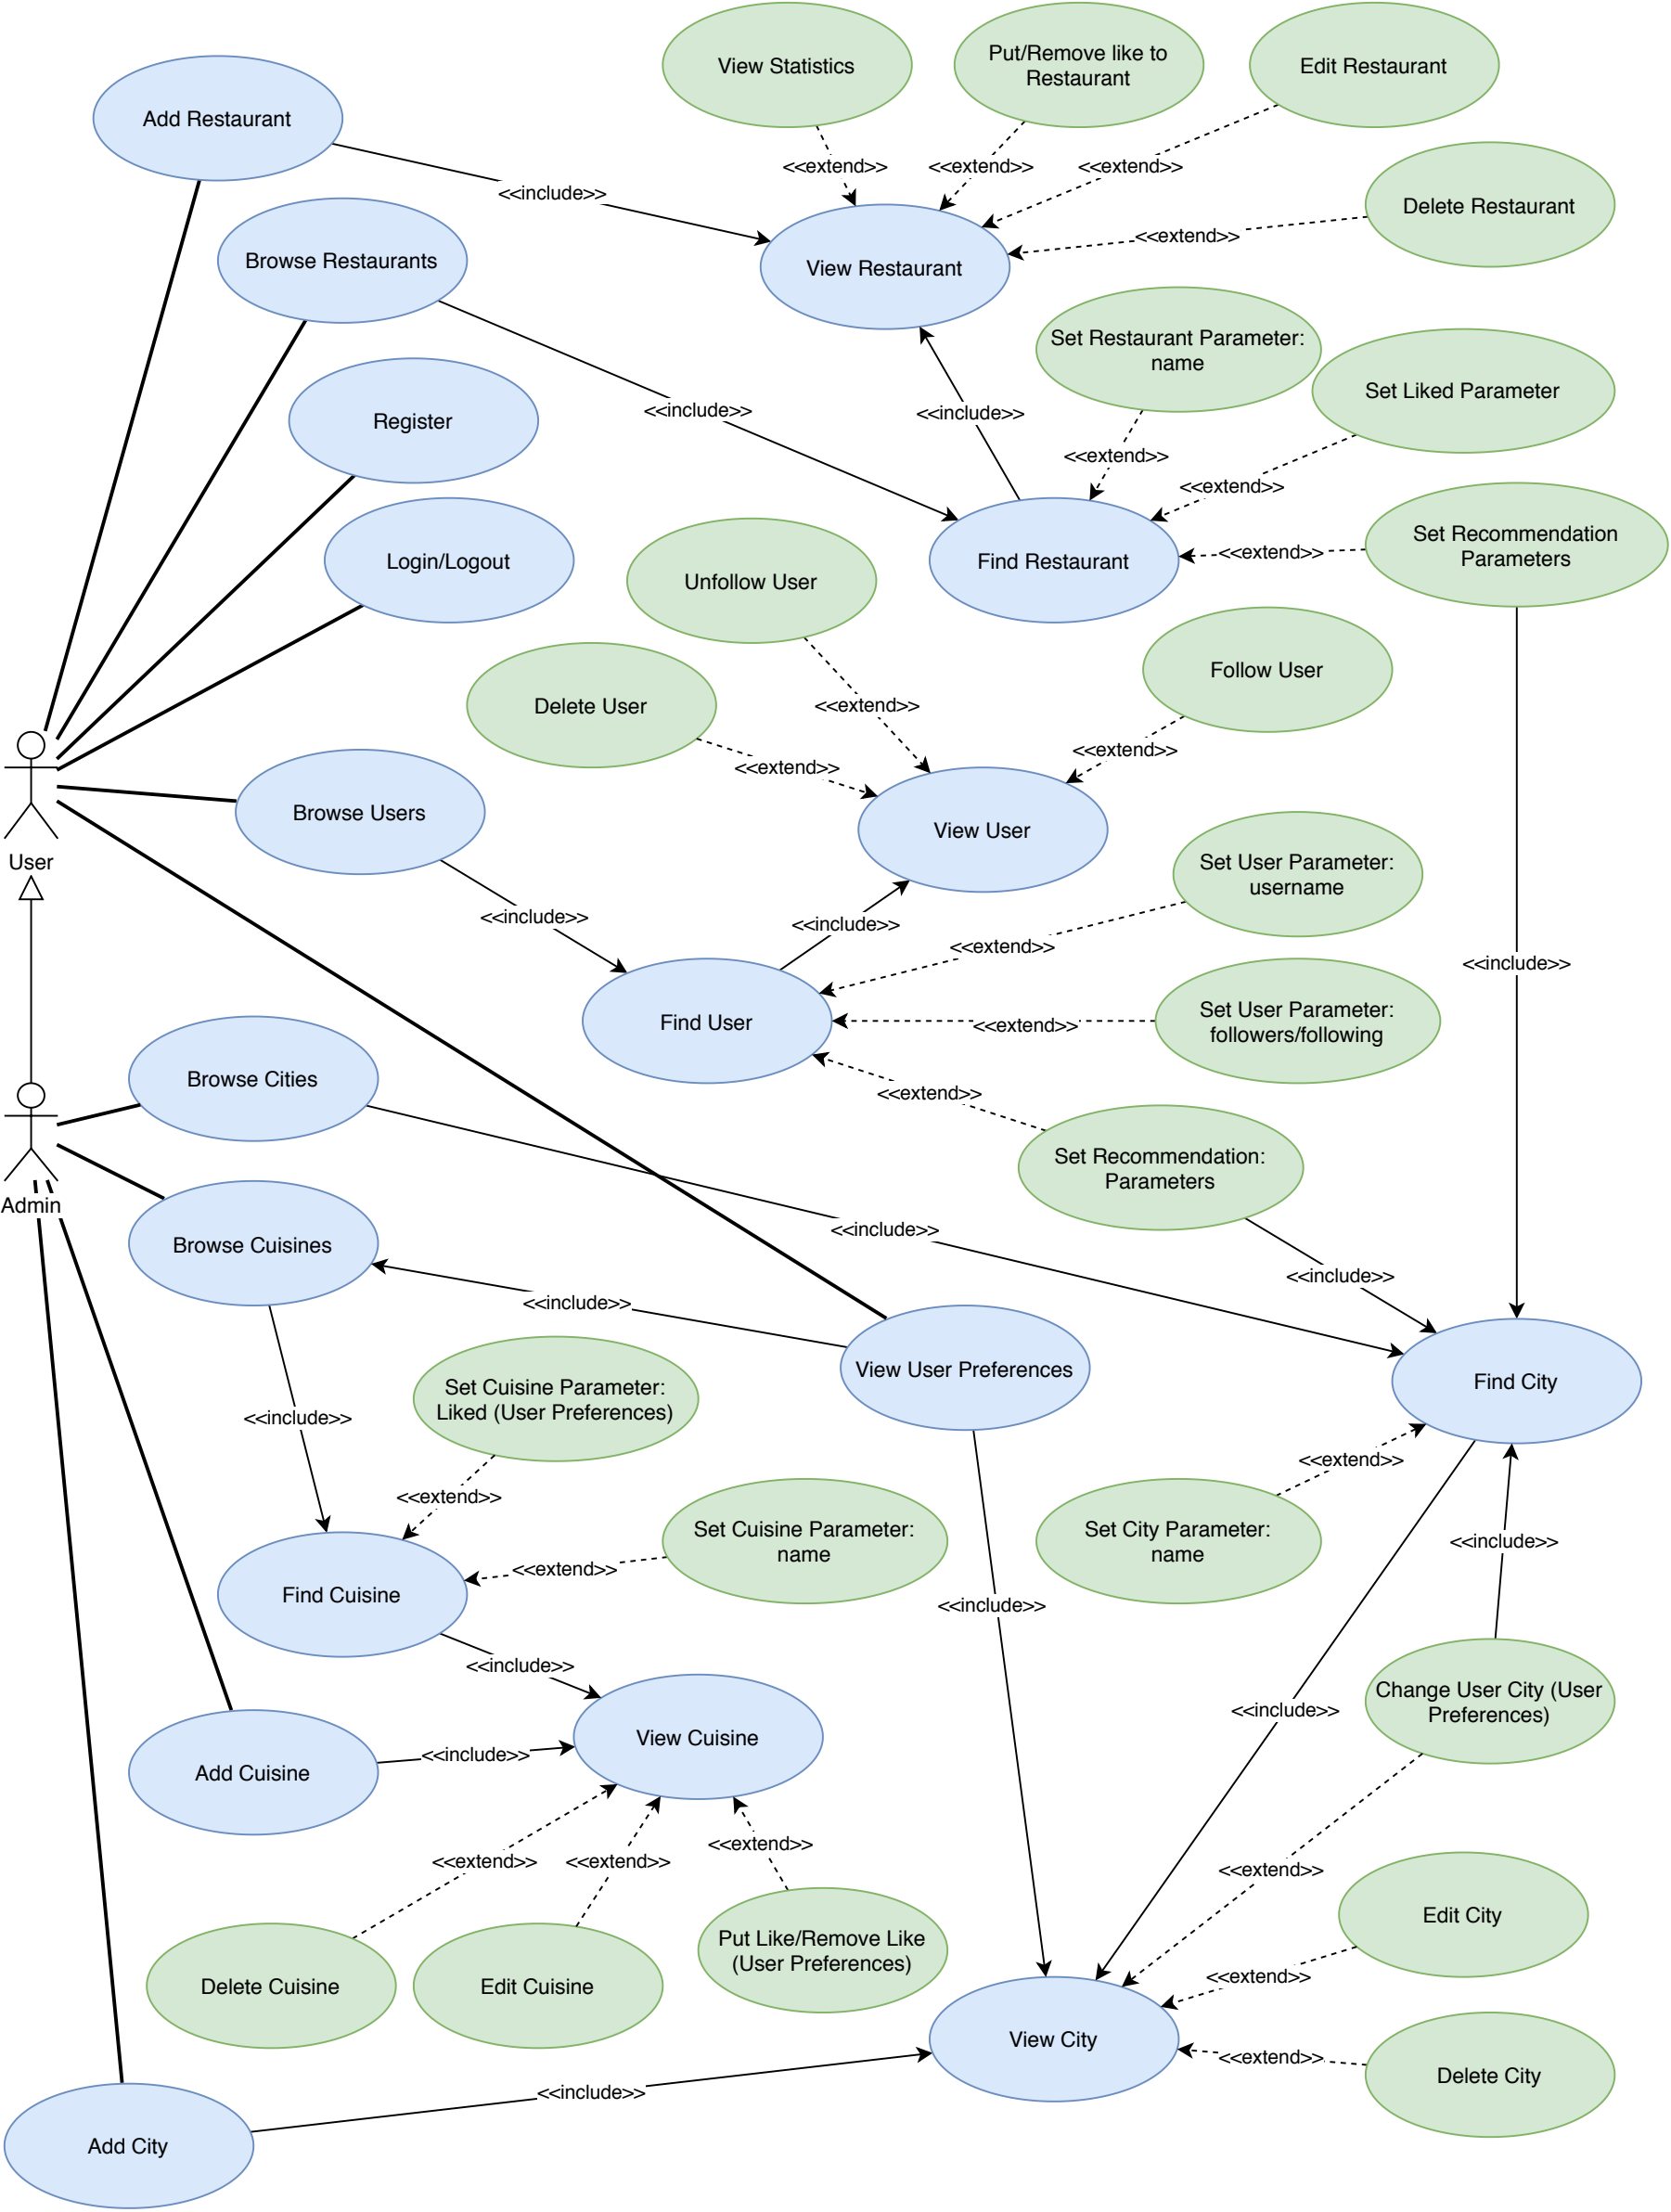 View Statistics
Put/Remove like to
Restaurant
Edit Restaurant
Add Restaurant
<<extend>>
<<extend>>
<<extend>>
<<include>>
Delete Restaurant
<<extend>>
Browse Restaurants
View Restaurant
Set Restaurant Parameter:
name
Set Liked Parameter
<<include>>
<<include>>
Register
<<extend>>
<<extend>>
Set Recommendation
Parameters
<<extend>>
Login/Logout
Find Restaurant
Unfollow User
Follow User
Delete User
<<extend>>
<<extend>>
<<extend>>
Browse Users
View User
User
Set User Parameter:
username
<<include>>
<<include>>
<<extend>>
<<include>>
Find User
Set User Parameter:
followers/following
<<extend>>
Browse Cities
<<extend>>
Set Recommendation:
Parameters
Admin
<<include>>
Browse Cuisines
<<include>>
<<include>>
View User Preferences
Find City
Set Cuisine Parameter:
Liked (User Preferences)
<<include>>
<<extend>>
<<extend>>
Set Cuisine Parameter:
name
Set City Parameter:
name
<<include>>
<<extend>>
Find Cuisine
<<include>>
<<include>>
Change User City (User
Preferences)
<<include>>
View Cuisine
<<include>>
Add Cuisine
<<extend>>
<<extend>>
<<extend>>
<<extend>>
Edit City
Put Like/Remove Like
(User Preferences)
Delete Cuisine
Edit Cuisine
<<extend>>
View City
<<extend>>
Delete City
<<include>>
Add City